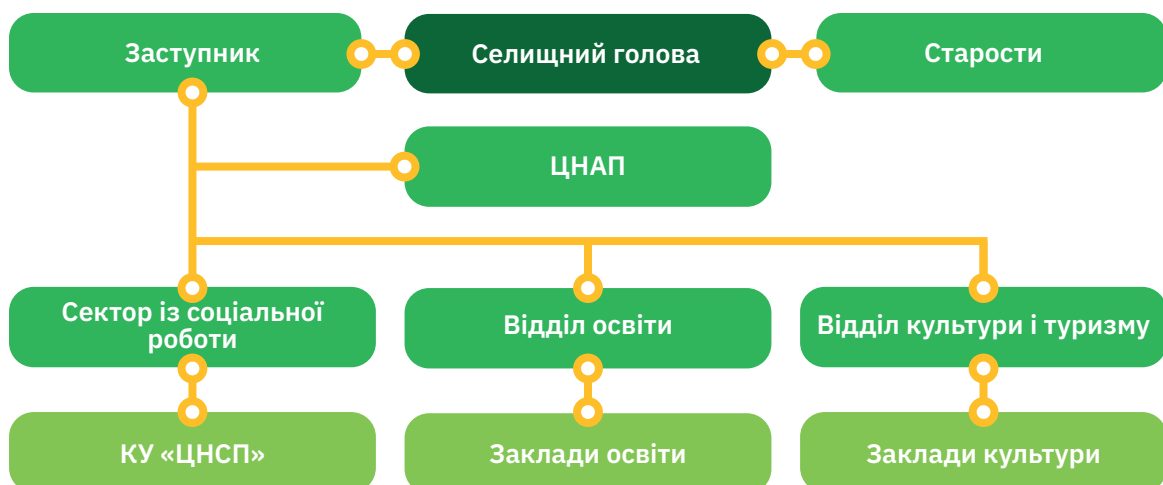 Заступник
Селищний голова
Старости
ЦНАП
Сектор із соціальної
роботи
Відділ освіти
Відділ культури і туризму
КУ «ЦНСП»
Заклади освіти
Заклади культури